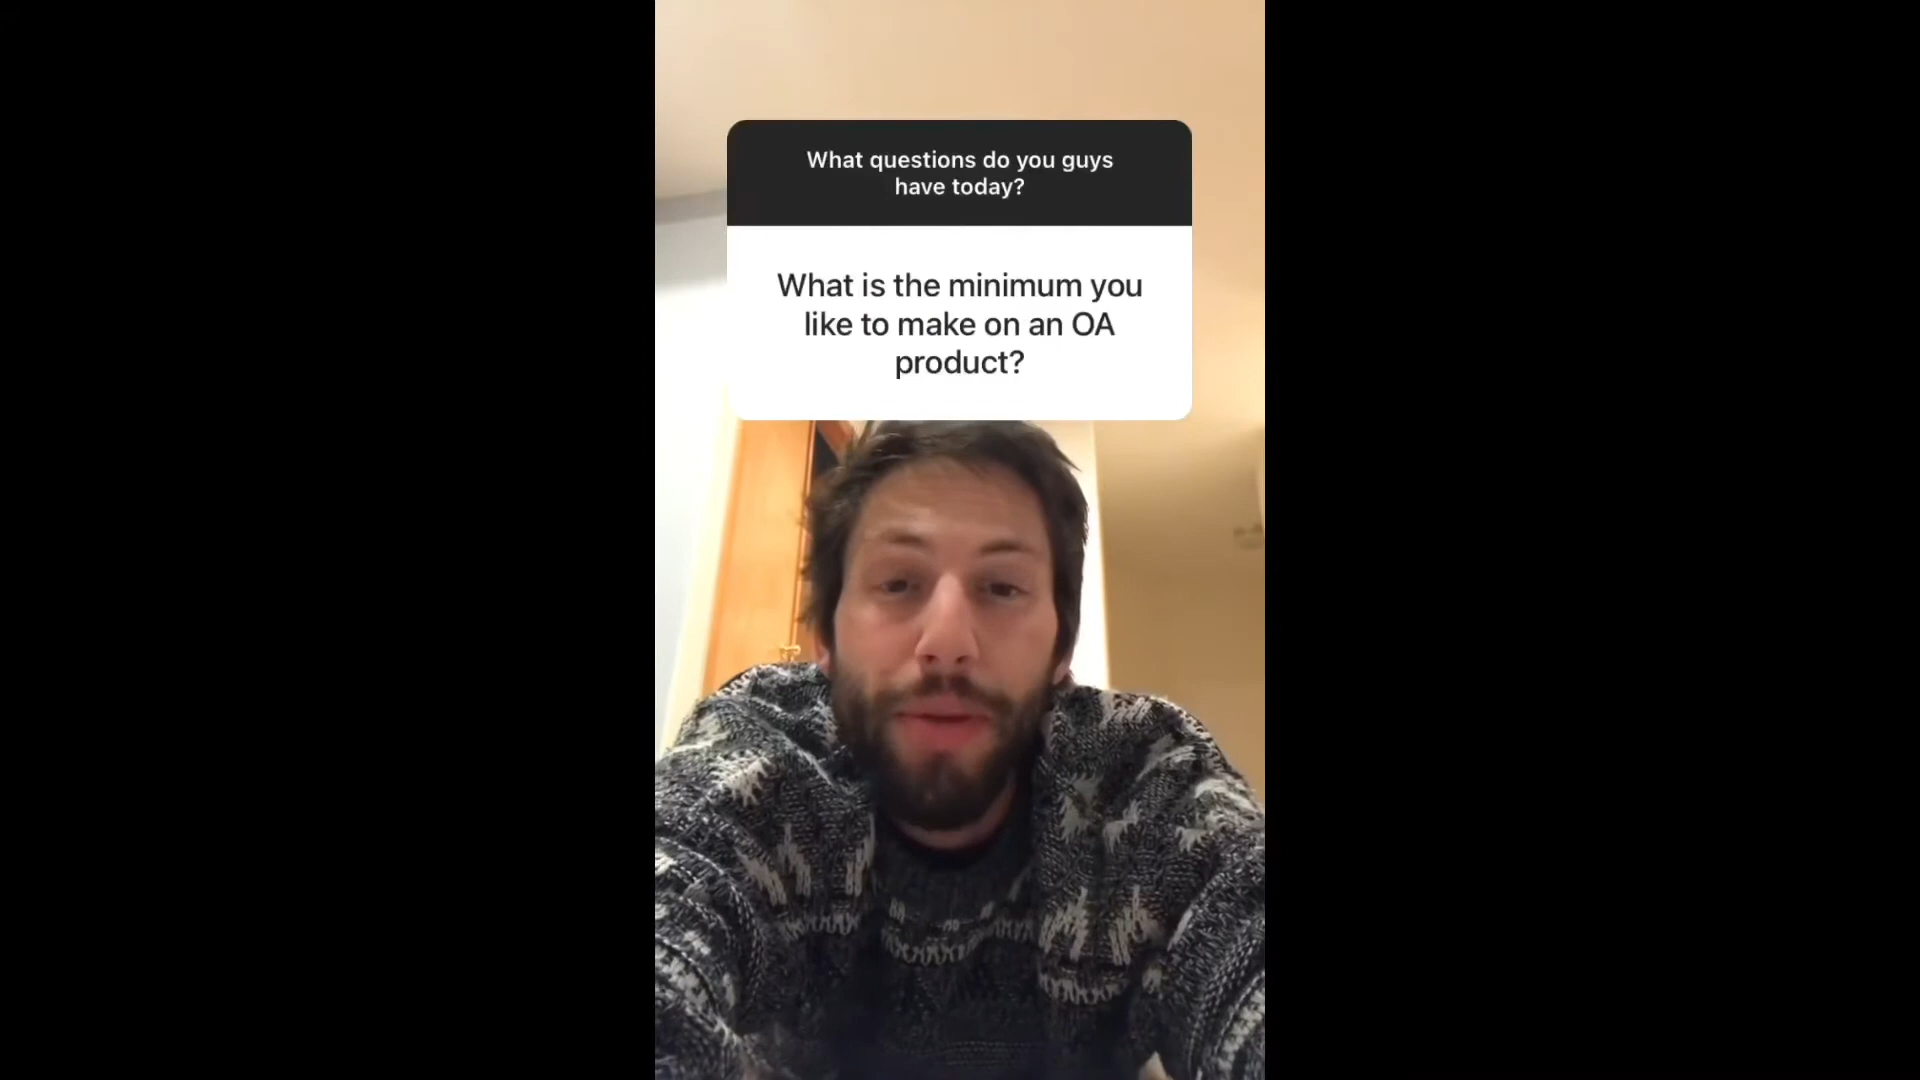 What questions do you guys
have today?
What is the minimum you
like to make on an OA
product?